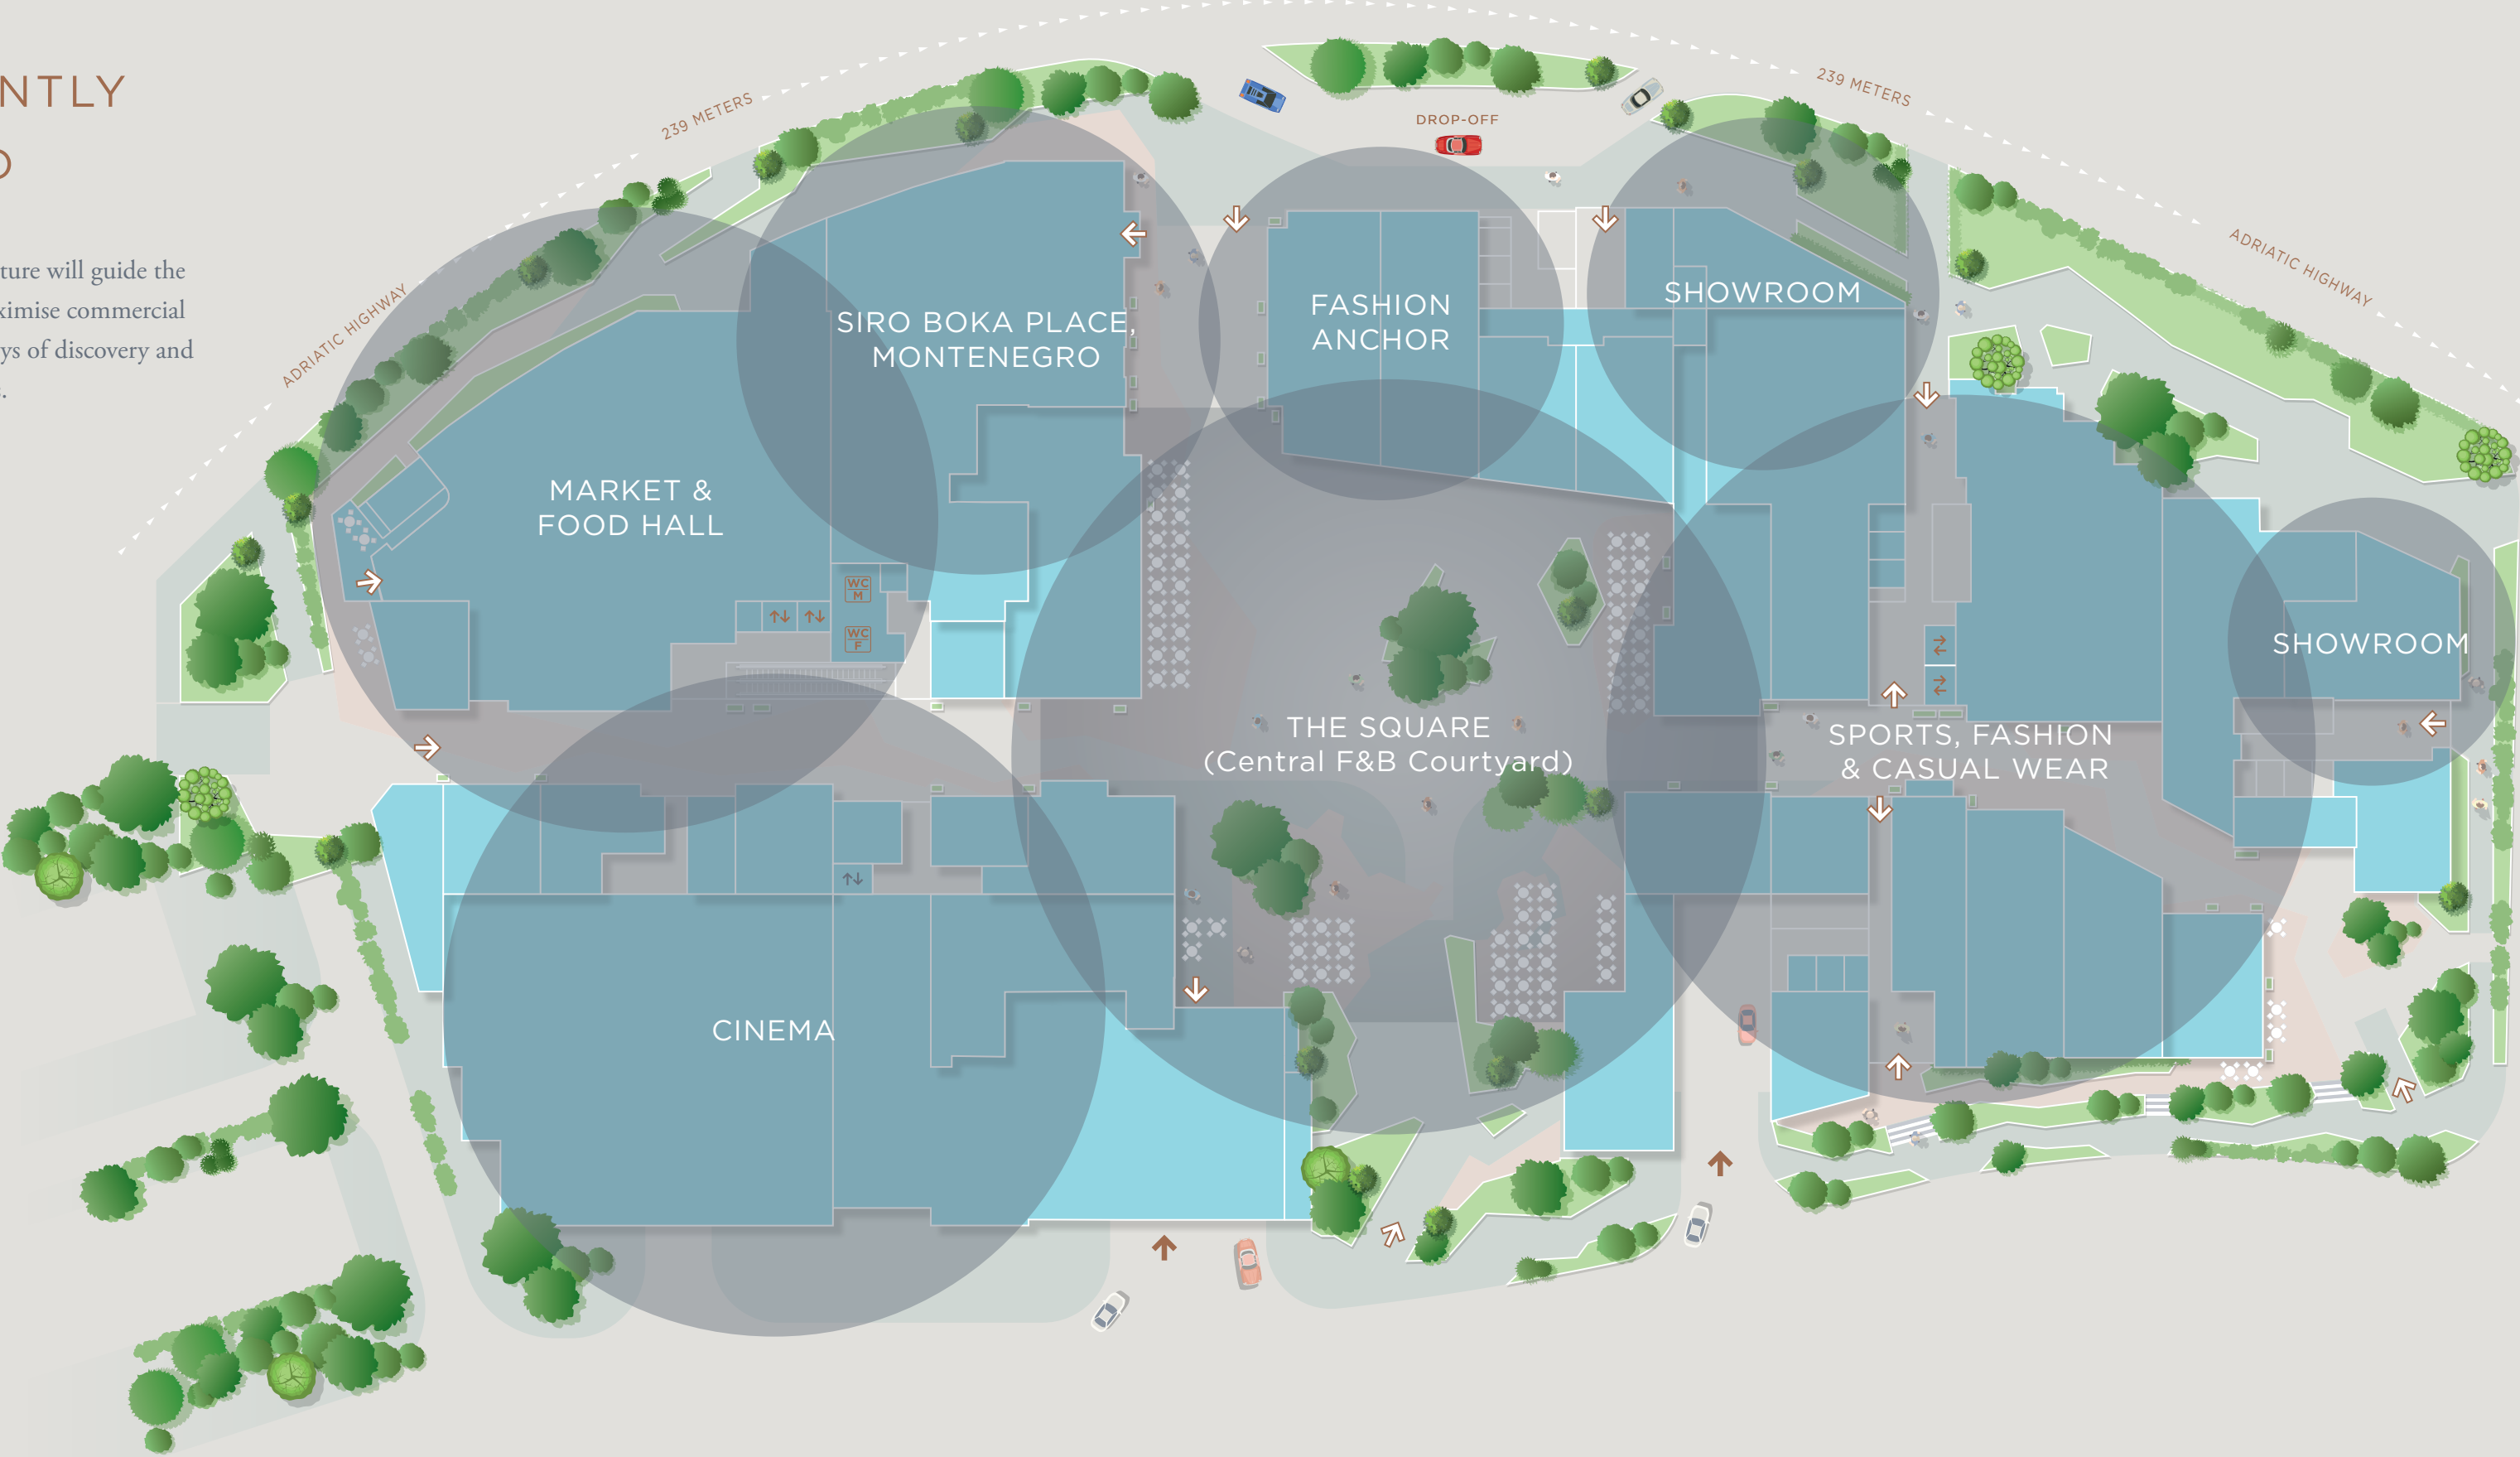 NTLY
O
ture will guide the
ximise commercial
ys of discovery and
239 METERS
239 METERS
ADRIATIC HIGHWAY
ADRIATIC HIGHWAY
DROP-OFF
SIRO BOKA PLACE,
MONTENEGRO
FASHION
ANCHOR
SHOWROOM
MARKET &
FOOD HALL
WC
M
WC
F
SHOWROOM
THE SQUARE
(Central F&B Courtyard)
SPORTS, FASHION
& CASUAL WEAR
CINEMA